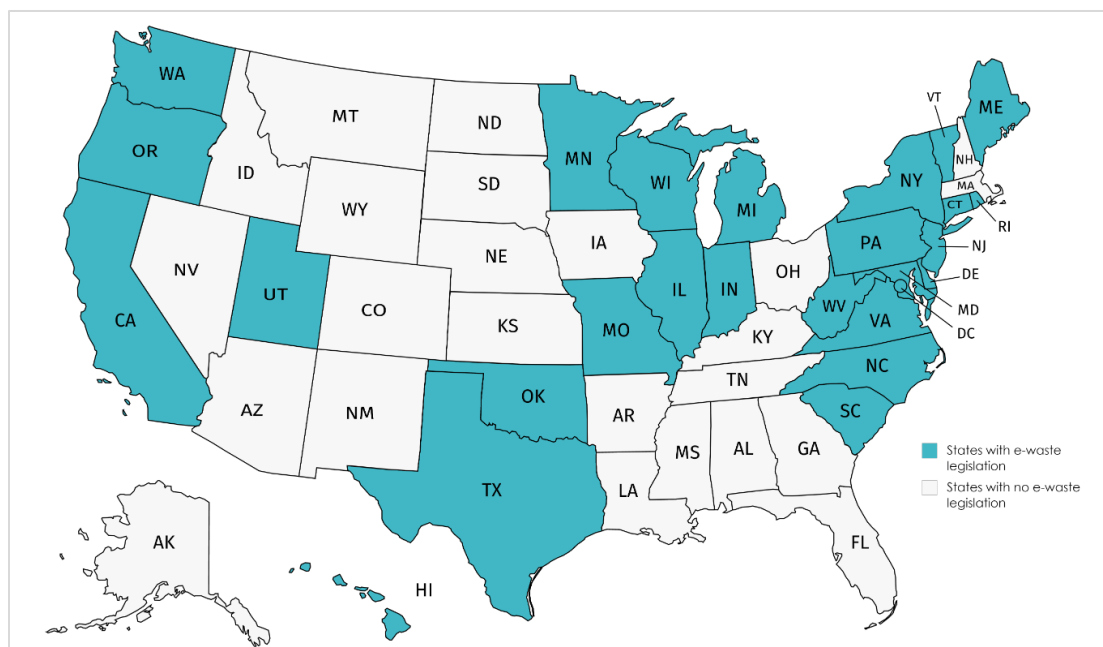 WA
MT
ND
MN
VT
ME
OR
ID
SD
WI
NH
NY
MA
WY
MI
CT
RI
IA
PA
NJ
NE
OH
NV
DE
UT
IL
IN
CO
WV
MD
CA
KS
MO
VA
DC
KY
NC
TN
AZ
OK
NM
AR
SC
MS
AL
GA
States with e-waste
legislation
TX
LA
States with no e-waste
legislation
AK
FL
HI